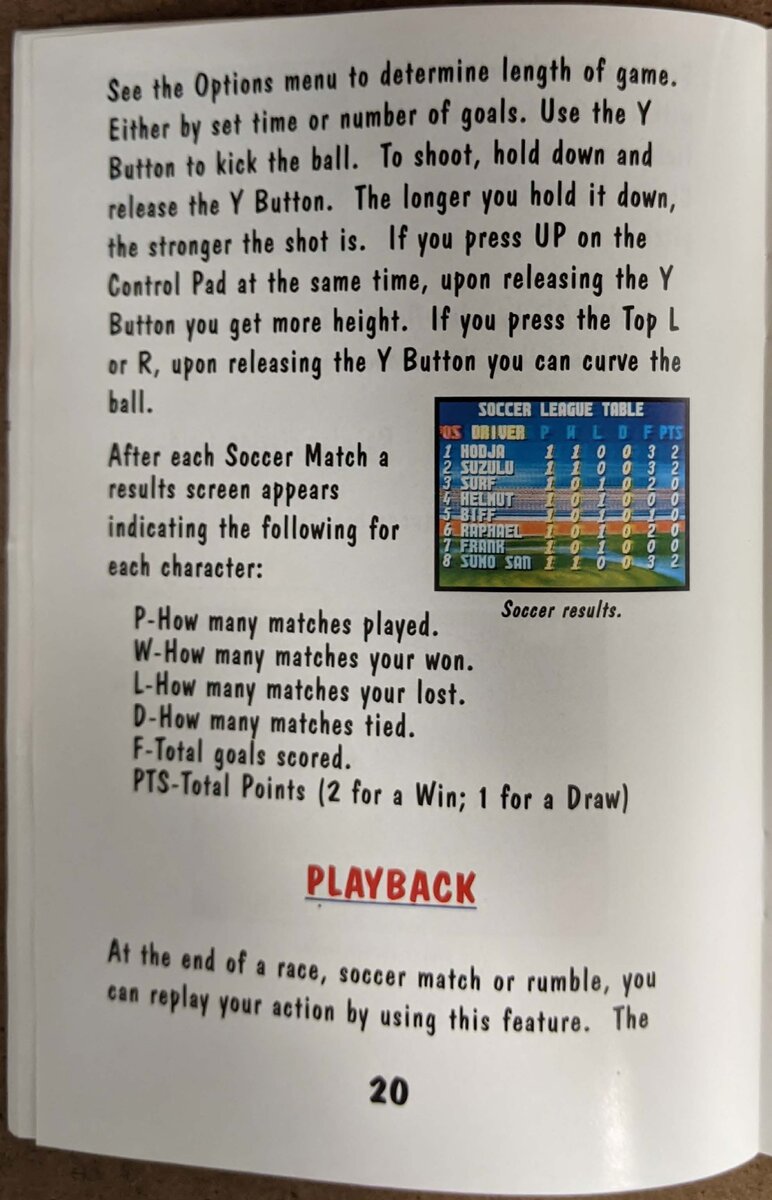 See the Options menu to determine length of game.
Either by set time or number of goals. Use the Y
Button to kick the ball. To shoot, hold down and
release the Y Button. The longer you hold it down,
the stronger the shot is. If you press UP on the
Control Pad at the same time, upon releasing the Y
Button you get more height. If you press the Top L
or R, upon releasing the Y Button you can curve the
ball.
After each Soccer Match a
results screen appears
indicating the following for
each character:
SOCCER LEAGUE TABLE
POS DRIVER P W L D F PTS
1 HODJA 1 1 0 0 3 2
2 SUZULU 1 1 0 0 3 2
3 SURF 1 0 1 0 2 0
4 HELMUT 1 0 1 0 0 0
5 BIFF 1 0 1 0 1 0
6 RAPHAEL 1 0 1 0 2 0
7 FRANK 1 0 1 0 0 0
8 SUMO SAN 1 1 0 0 3 2
Soccer results.
P-How many matches played.
W-How many matches your won.
L-How many matches your lost.
D-How many matches tied.
F-Total goals scored.
PTS-Total Points (2 for a Win; 1 for a Draw)
PLAYBACK
At the end of a race, soccer match or rumble, you
can replay your action by using this feature. The
20